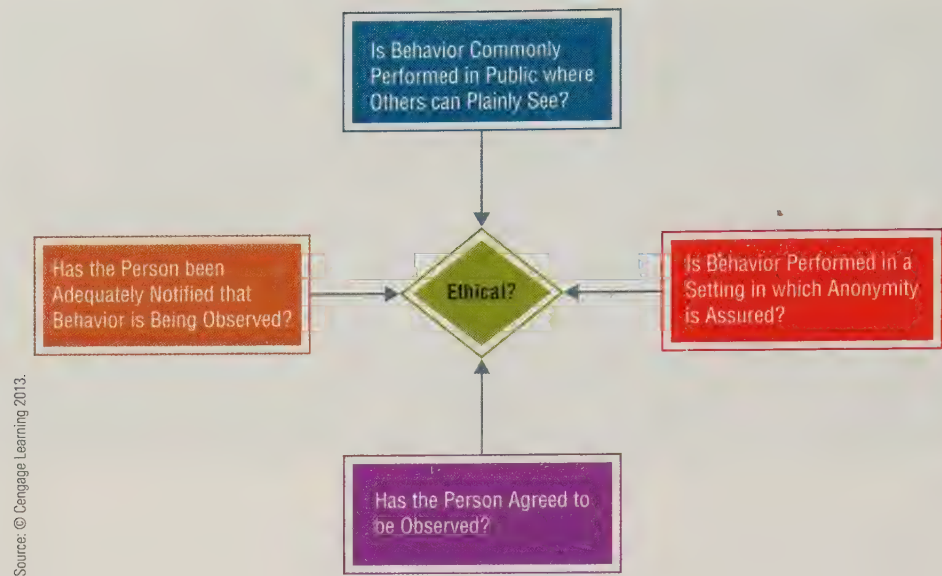 Is Behavior Commonly
Performed in Public where
Others can Plainly See?
Has the Person been
Adequately Notified that
Behavior is Being Observed?
Ethical?
Is Behavior Performed in a
Setting in which Anonymity
is Assured?
Has the Person Agreed to
be Observed?
Source: © Cengage Learning 2013.